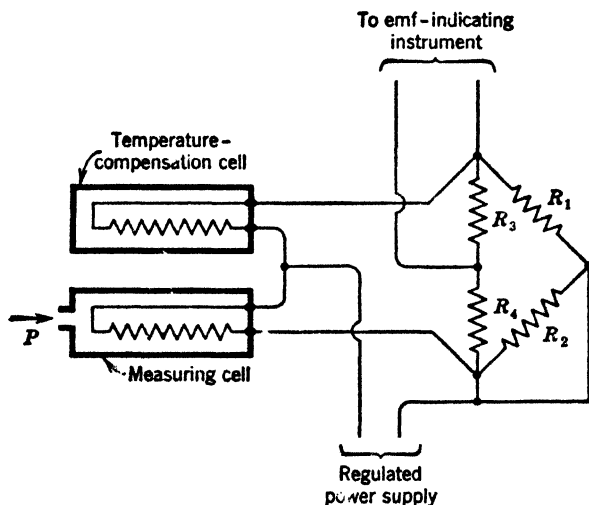 To emf-indicating
instrument
Temperature-
compensation cell
R1
R3
R4
R2
P
Measuring cell
Regulated
power supply